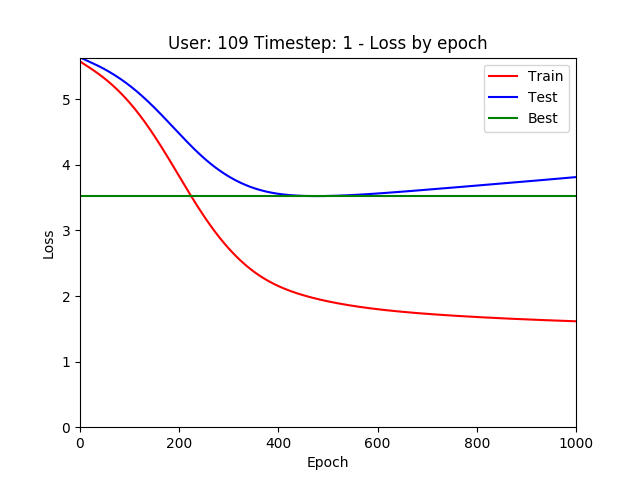 User: 109 Timestep: 1 - Loss by epoch
Train
Test
Best
5
4
3
2
1
0
Loss
0 200 400 600 800 1000
Epoch